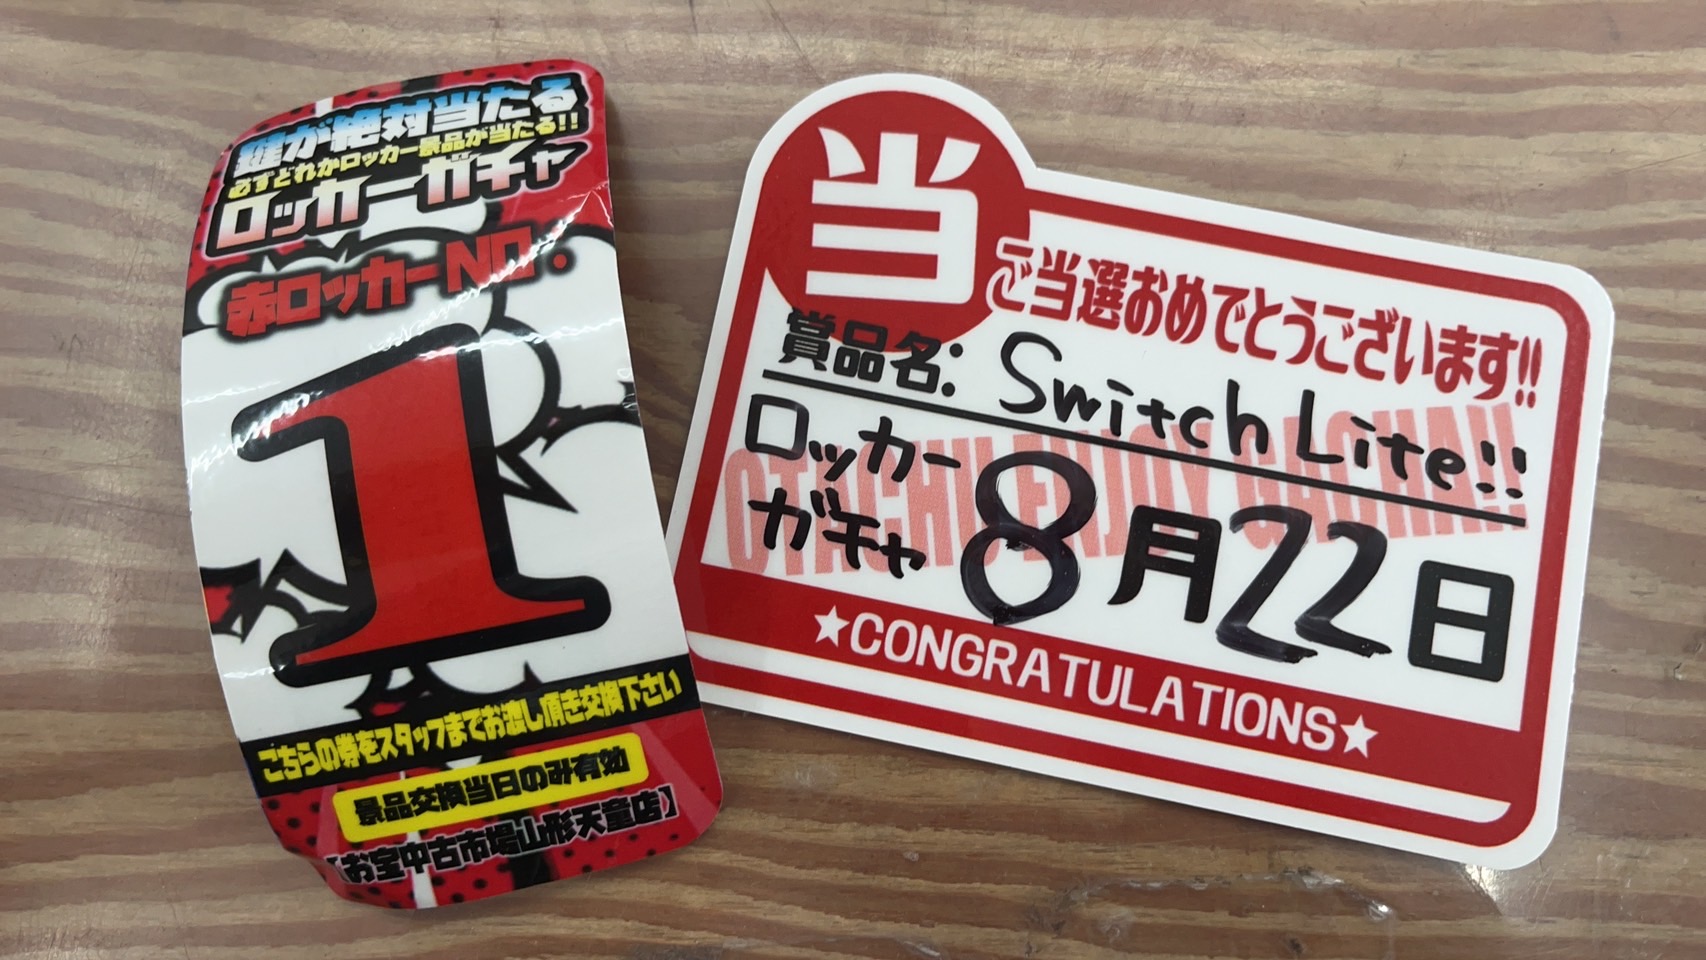 鍵が絶対当たる
必ずどれかロッカー景品が当たる!!
ロッカーガチャ
赤ロッカーNO.
1
こちらの券をスタッフまでお渡し頂き交換下さい
景品交換当日のみ有効
【お宝中古市場山形天童店】
当
ご当選おめでとうございます!!
賞品名: Switch Lite!!
OTACHU ENJOY GACHA!!
ロッカー
ガチャ
8月22日
★CONGRATULATIONS★